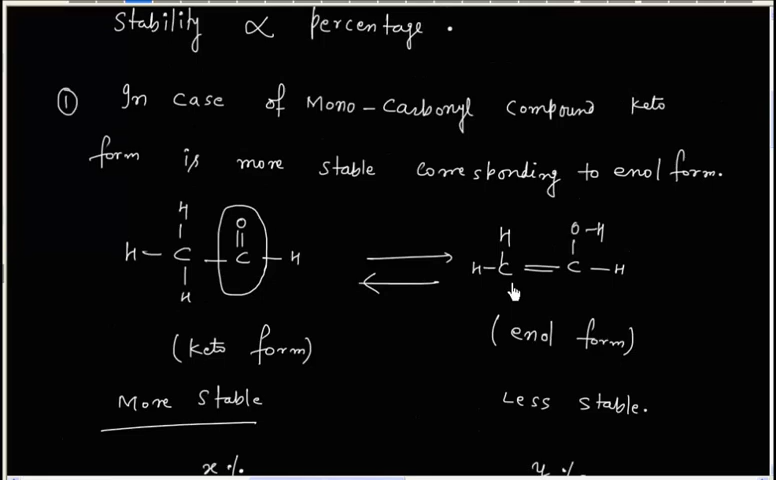 Stability ∝ percentage .
① In case of Mono-Carbonyl compound keto
form is more stable corresponding to enol form.
H H
O O-H
|| |
H-C-C-H ⇌ H-C=C-H
H
(keto form) (enol form)
More stable Less stable.
x% y%